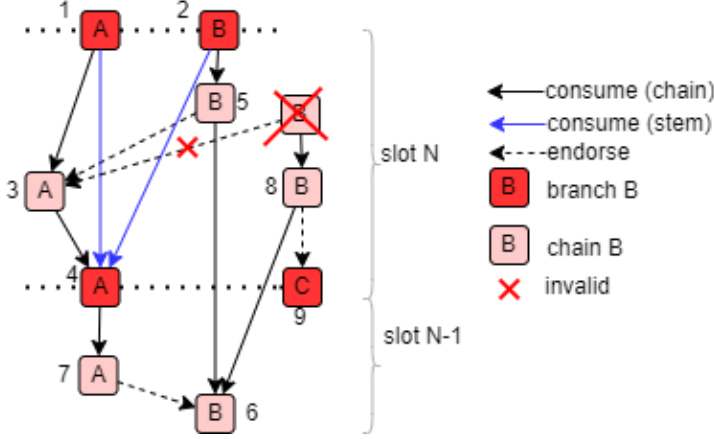 1 A 2 B
B 5
B
consume (chain)
consume (stem)
endorse
slot N
3 A
8 B
B branch B
B chain B
4 A
C
9
invalid
slot N-1
7 A
B 6